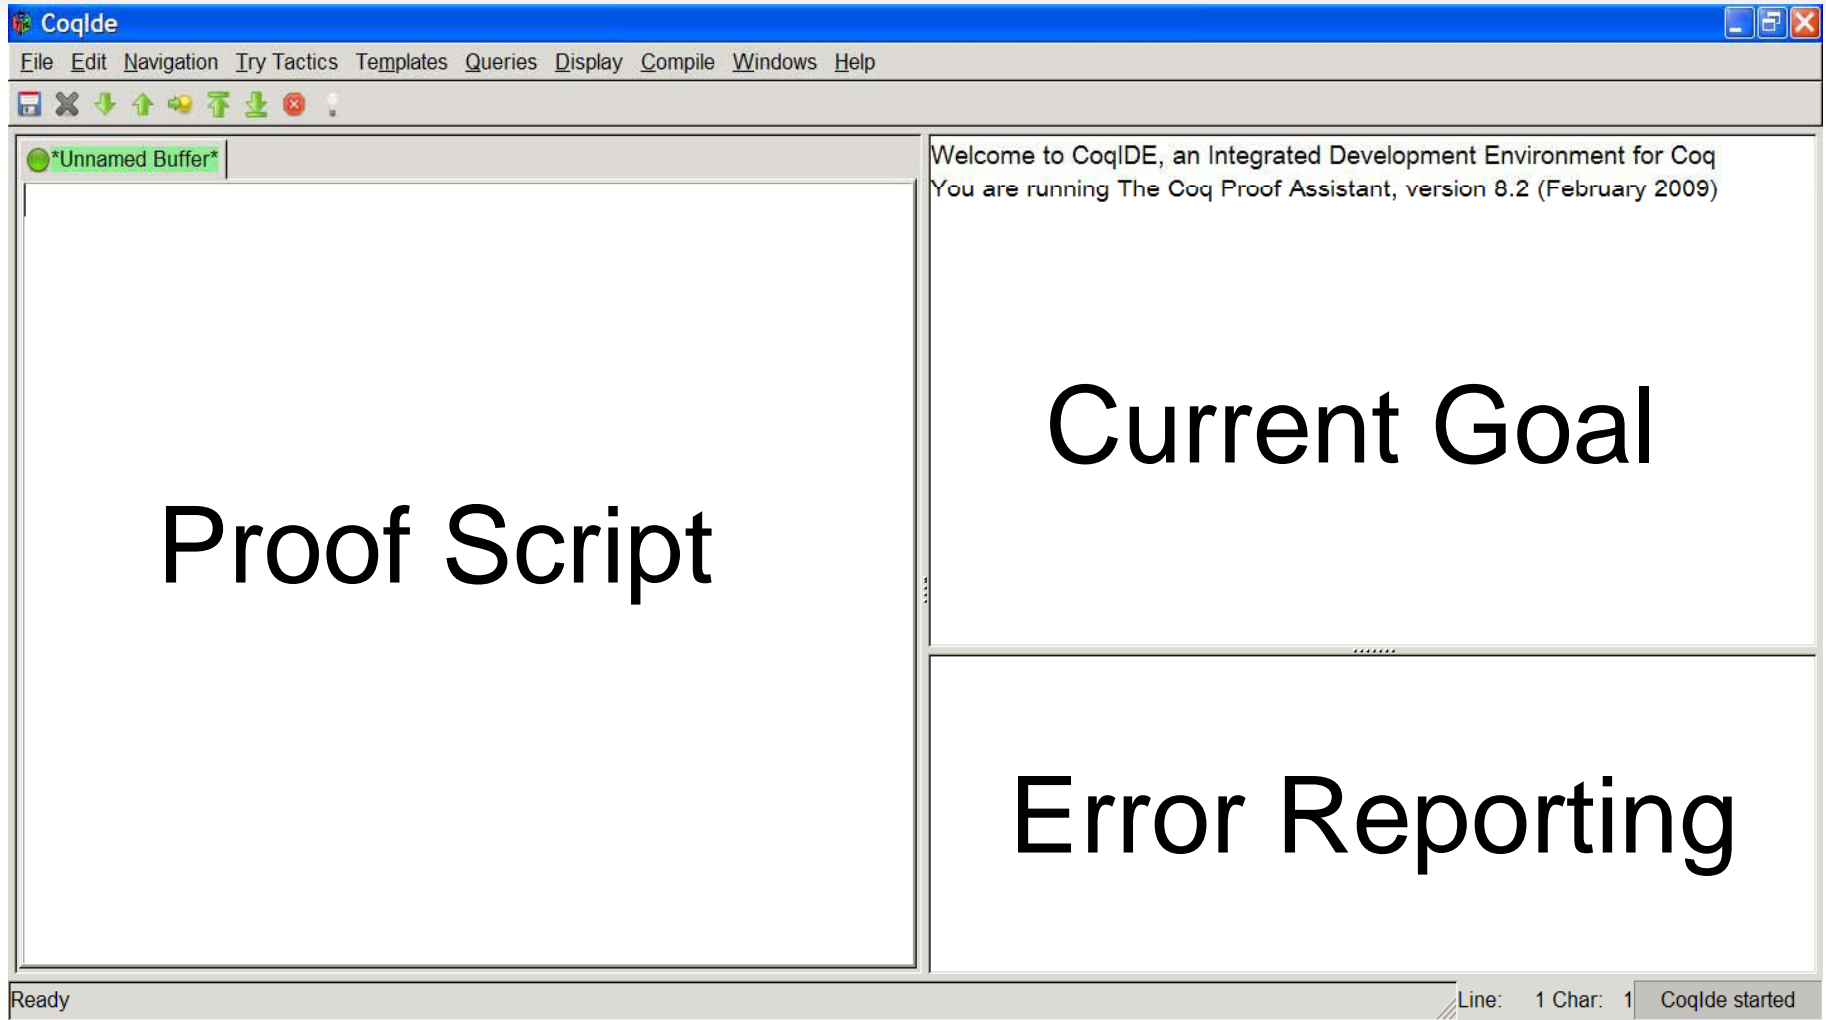 CoqIde
File Edit Navigation Try Tactics Templates Queries Display Compile Windows Help
*Unnamed Buffer*
Proof Script
Welcome to CoqIDE, an Integrated Development Environment for Coq
You are running The Coq Proof Assistant, version 8.2 (February 2009)
Current Goal
Error Reporting
Ready
Line: 1 Char: 1 CoqIde started